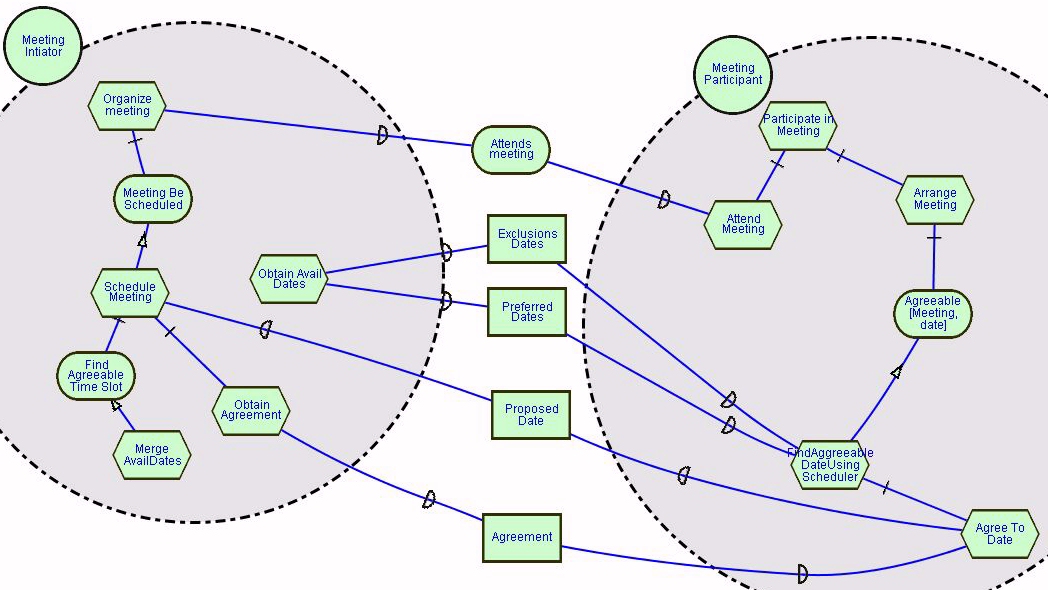 Meeting
Intiator
Organize
meeting
Meeting Be
Scheduled
Schedule
Meeting
Find
Agreeable
Time Slot
Merge
AvailDates
Obtain
Agreement
Obtain Avail
Dates
Attends
meeting
Exclusions
Dates
Preferred
Dates
Proposed
Date
Agreement
Meeting
Participant
Participate in
Meeting
Attend
Meeting
Arrange
Meeting
Agreeable
[Meeting,
date]
FindAggreeable
DateUsing
Scheduler
Agree To
Date